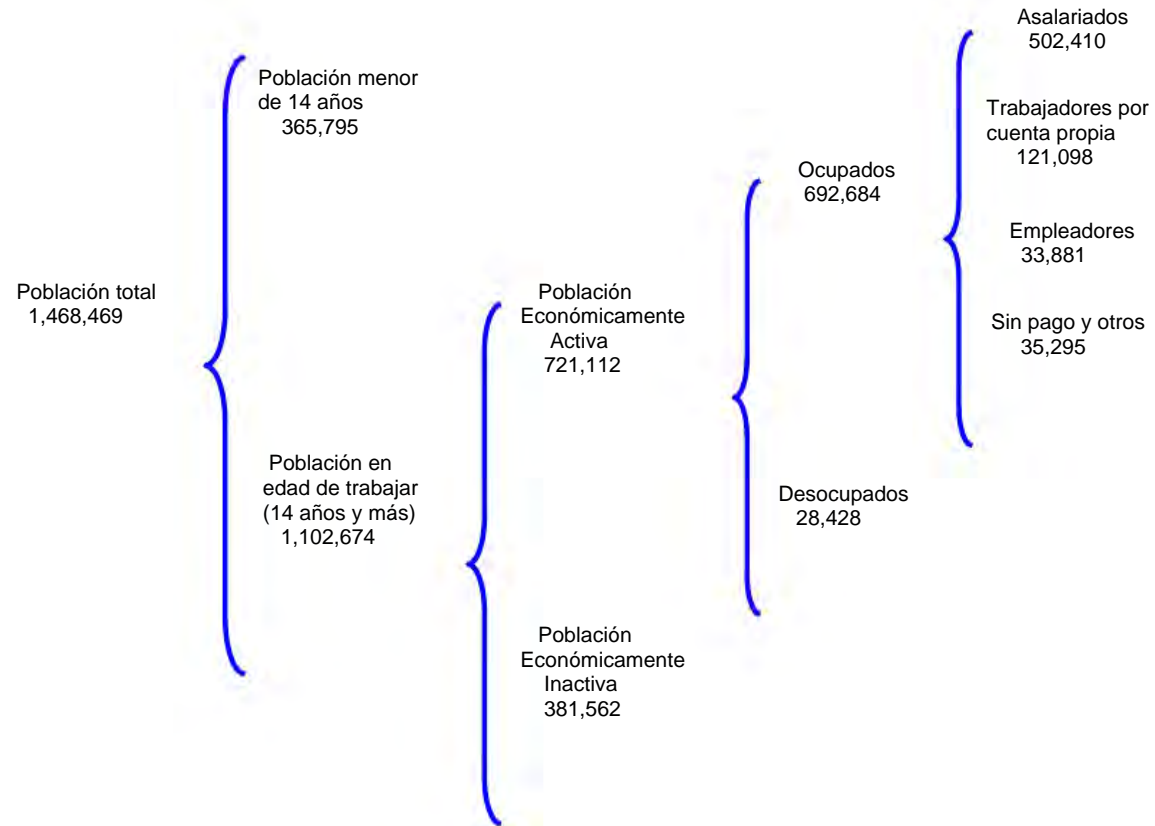 Población total
1,468,469
Población menor
de 14 años
365,795
Población en
edad de trabajar
(14 años y más)
1,102,674
Población
Económicamente
Activa
721,112
Población
Económicamente
Inactiva
381,562
Ocupados
692,684
Desocupados
28,428
Asalariados
502,410
Trabajadores por
cuenta propia
121,098
Empleadores
33,881
Sin pago y otros
35,295